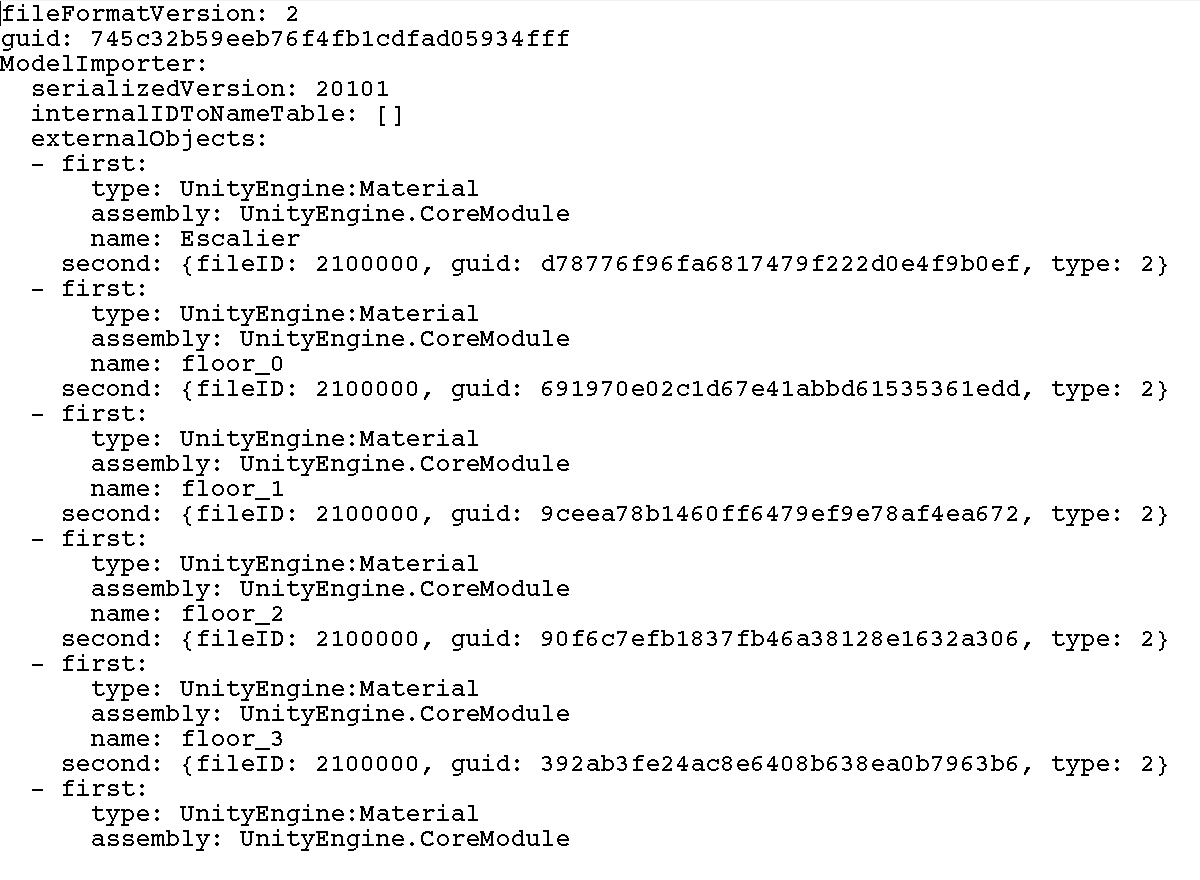 fileFormatVersion: 2
guid: 745c32b59eeb76f4fb1cdfad05934fff
ModelImporter:
  serializedVersion: 20101
  internalIDToNameTable: []
  externalObjects:
  - first:
      type: UnityEngine:Material
      assembly: UnityEngine.CoreModule
      name: Escalier
    second: {fileID: 2100000, guid: d78776f96fa6817479f222d0e4f9b0ef, type: 2}
  - first:
      type: UnityEngine:Material
      assembly: UnityEngine.CoreModule
      name: floor_0
    second: {fileID: 2100000, guid: 691970e02c1d67e41abbd61535361edd, type: 2}
  - first:
      type: UnityEngine:Material
      assembly: UnityEngine.CoreModule
      name: floor_1
    second: {fileID: 2100000, guid: 9ceea78b1460ff6479ef9e78af4ea672, type: 2}
  - first:
      type: UnityEngine:Material
      assembly: UnityEngine.CoreModule
      name: floor_2
    second: {fileID: 2100000, guid: 90f6c7efb1837fb46a38128e1632a306, type: 2}
  - first:
      type: UnityEngine:Material
      assembly: UnityEngine.CoreModule
      name: floor_3
    second: {fileID: 2100000, guid: 392ab3fe24ac8e6408b638ea0b7963b6, type: 2}
  - first:
      type: UnityEngine:Material
      assembly: UnityEngine.CoreModule